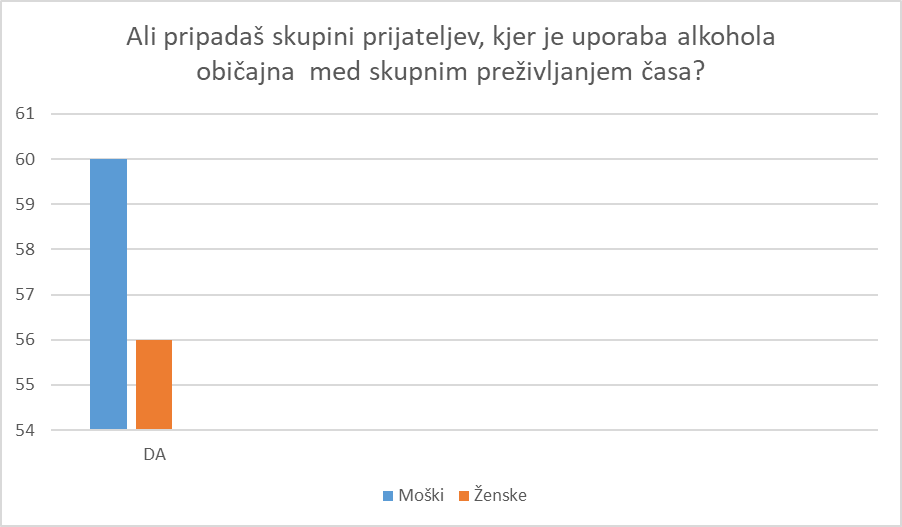 Ali pripadaš skupini prijateljev, kjer je uporaba alkohola
običajna  med skupnim preživljanjem časa?
61
60
59
58
57
56
55
54
DA
Moški
Ženske